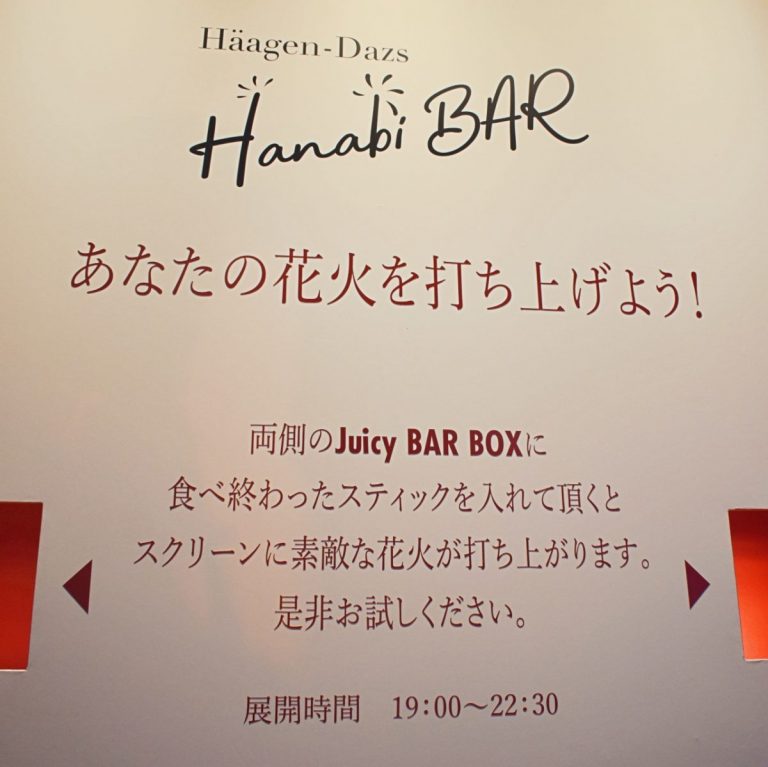 Häagen-Dazs
Hanabi BAR
あなたの花火を打ち上げよう!
両側のJuicy BAR BOXに
食べ終わったスティックを入れて頂くと
スクリーンに素敵な花火が打ち上がります。
是非お試しください。
展開時間　19:00～22:30